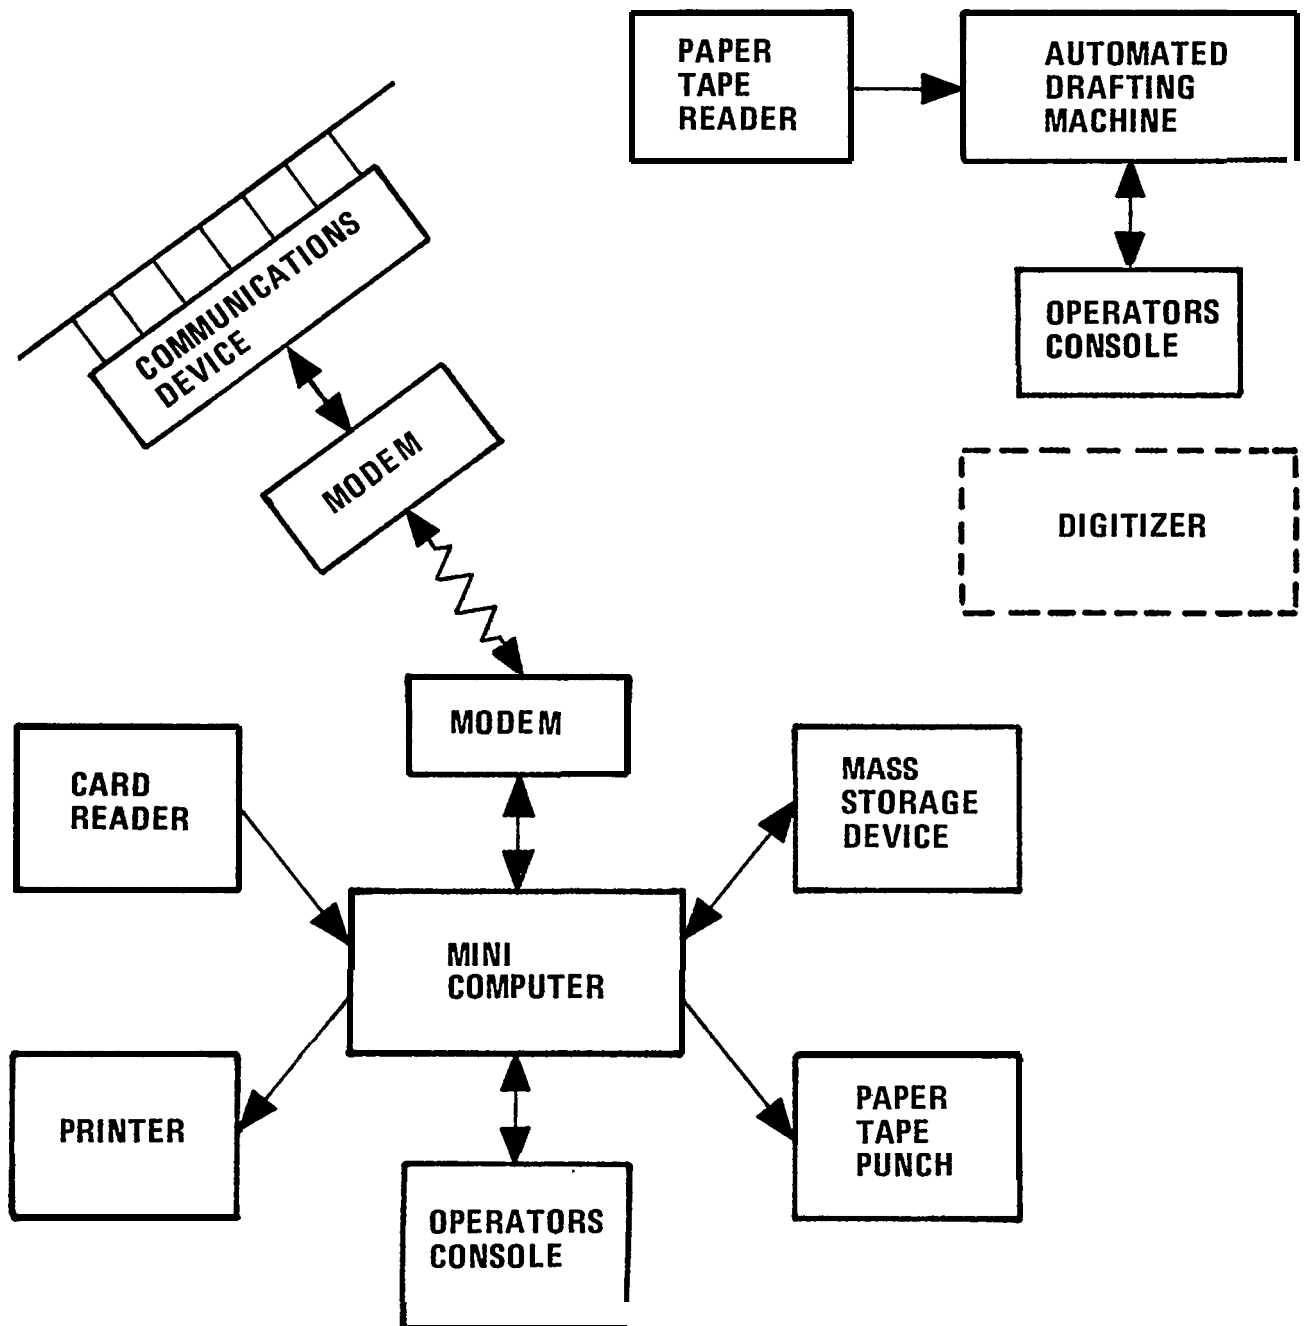 PAPER
TAPE
READER
AUTOMATED
DRAFTING
MACHINE
COMMUNICATIONS
DEVICE
OPERATORS
CONSOLE
MODEM
DIGITIZER
MODEM
CARD
READER
MASS
STORAGE
DEVICE
MINI
COMPUTER
PRINTER
PAPER
TAPE
PUNCH
OPERATORS
CONSOLE